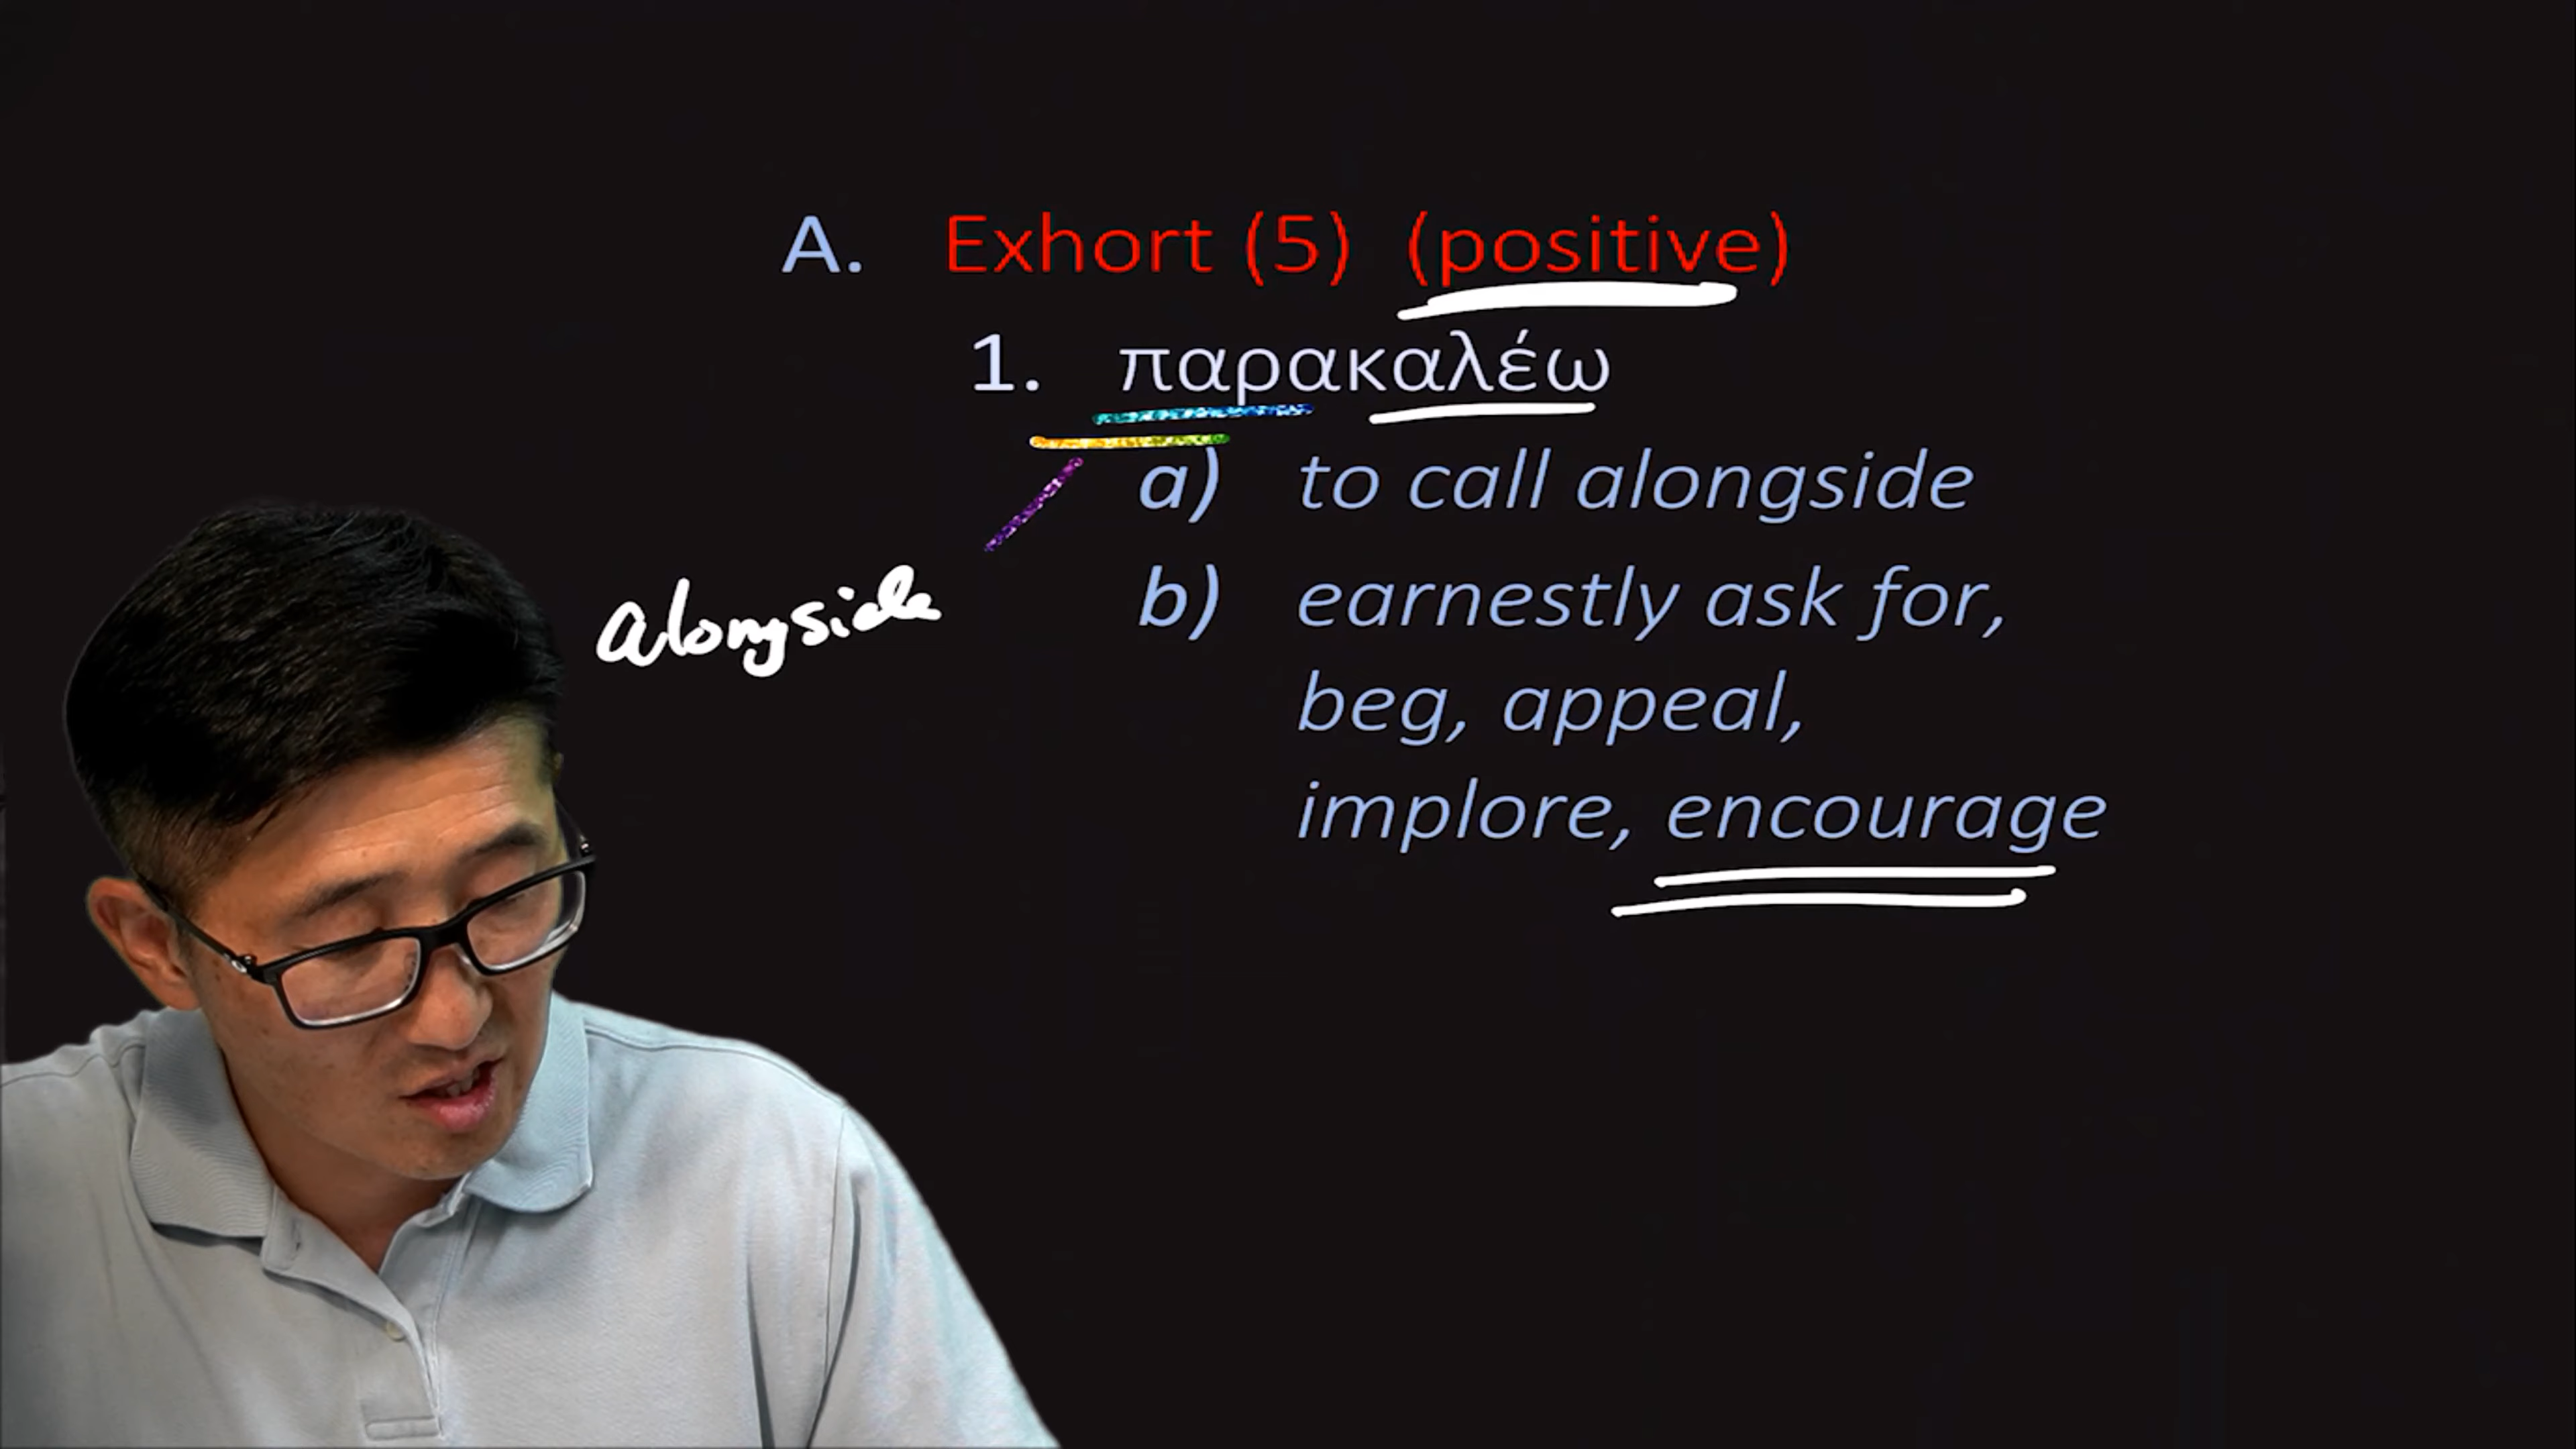 A. Exhort (5) (positive)
1. παρακαλέω
a) to call alongside
b) earnestly ask for,
beg, appeal,
implore, encourage
alongside